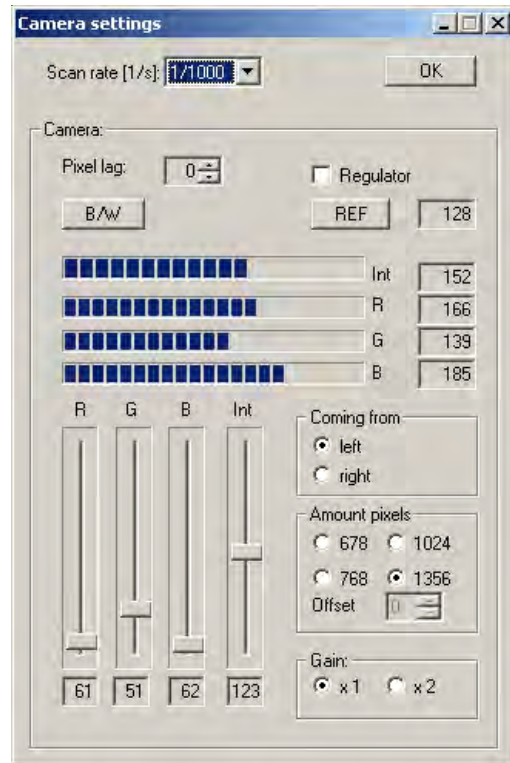 Camera settings
Scan rate [1/s]: 1/1000 OK
Camera:
Pixel lag: 0 Regulator
B/W REF 128
Int 152
R 166
G 139
B 185
R G B Int
Coming from
left
right
Amount pixels
678 1024
768 1356
Offset 0
Gain:
x1 x2
61 51 62 123